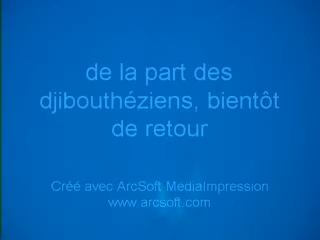 de la part des
djibouthéziens, bientôt
de retour
Créé avec ArcSoft MediaImpression
www.arcsoft.com